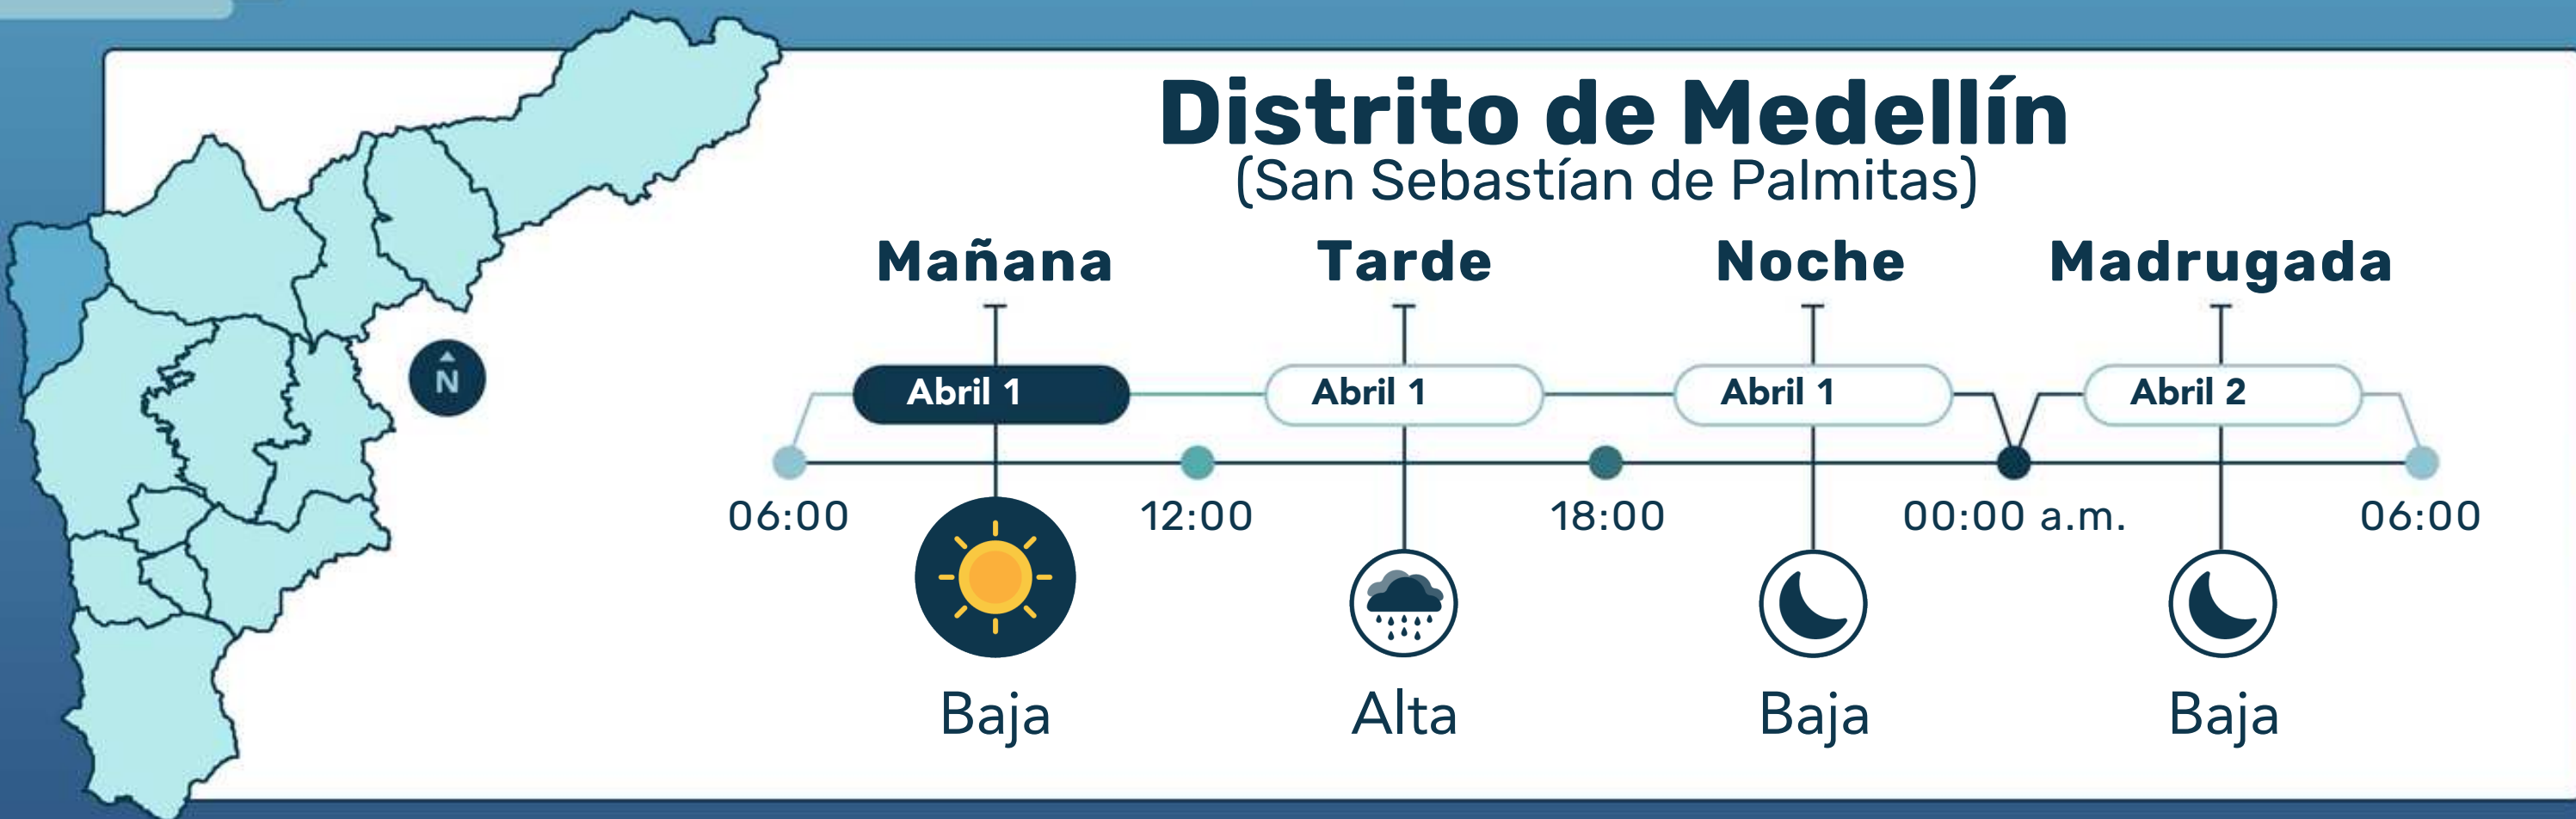 Distrito de Medellín
(San Sebastían de Palmitas)
Mañana Tarde Noche Madrugada
N
Abril 1 Abril 1 Abril 1 Abril 2
06:00 12:00 18:00 00:00 a.m. 06:00
Baja Alta Baja Baja